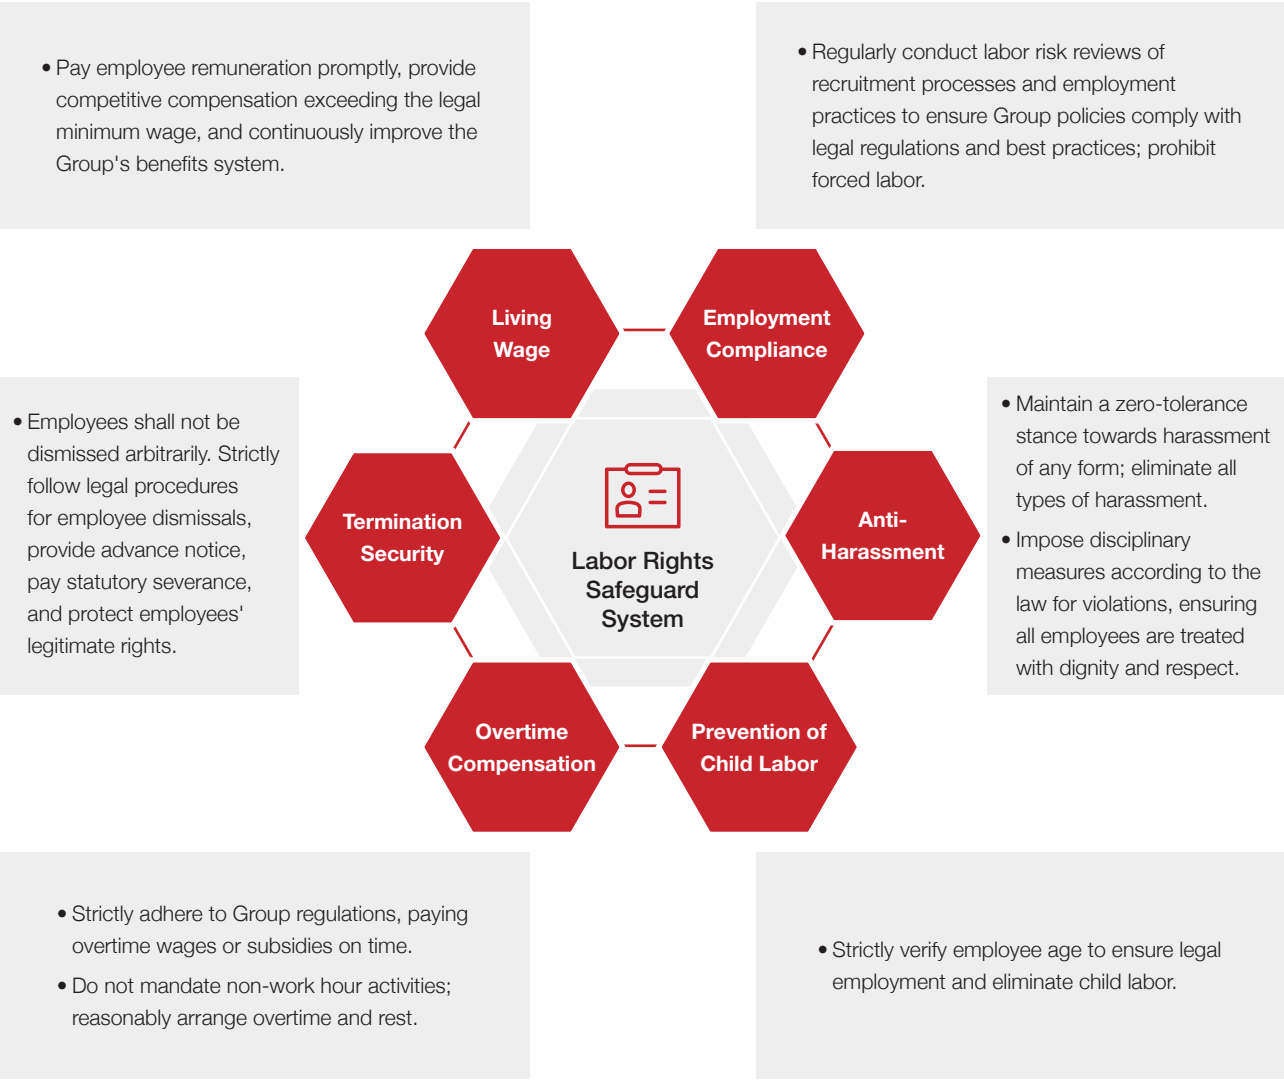 • Pay employee remuneration promptly, provide
competitive compensation exceeding the legal
minimum wage, and continuously improve the
Group's benefits system.
• Regularly conduct labor risk reviews of
recruitment processes and employment
practices to ensure Group policies comply with
legal regulations and best practices; prohibit
forced labor.
Living
Wage
Employment
Compliance
• Employees shall not be
dismissed arbitrarily. Strictly
follow legal procedures
for employee dismissals,
provide advance notice,
pay statutory severance,
and protect employees'
legitimate rights.
Termination
Security
Labor Rights
Safeguard
System
Anti-
Harassment
• Maintain a zero-tolerance
stance towards harassment
of any form; eliminate all
types of harassment.
• Impose disciplinary
measures according to the
law for violations, ensuring
all employees are treated
with dignity and respect.
Overtime
Compensation
Prevention of
Child Labor
• Strictly adhere to Group regulations, paying
overtime wages or subsidies on time.
• Do not mandate non-work hour activities;
reasonably arrange overtime and rest.
• Strictly verify employee age to ensure legal
employment and eliminate child labor.